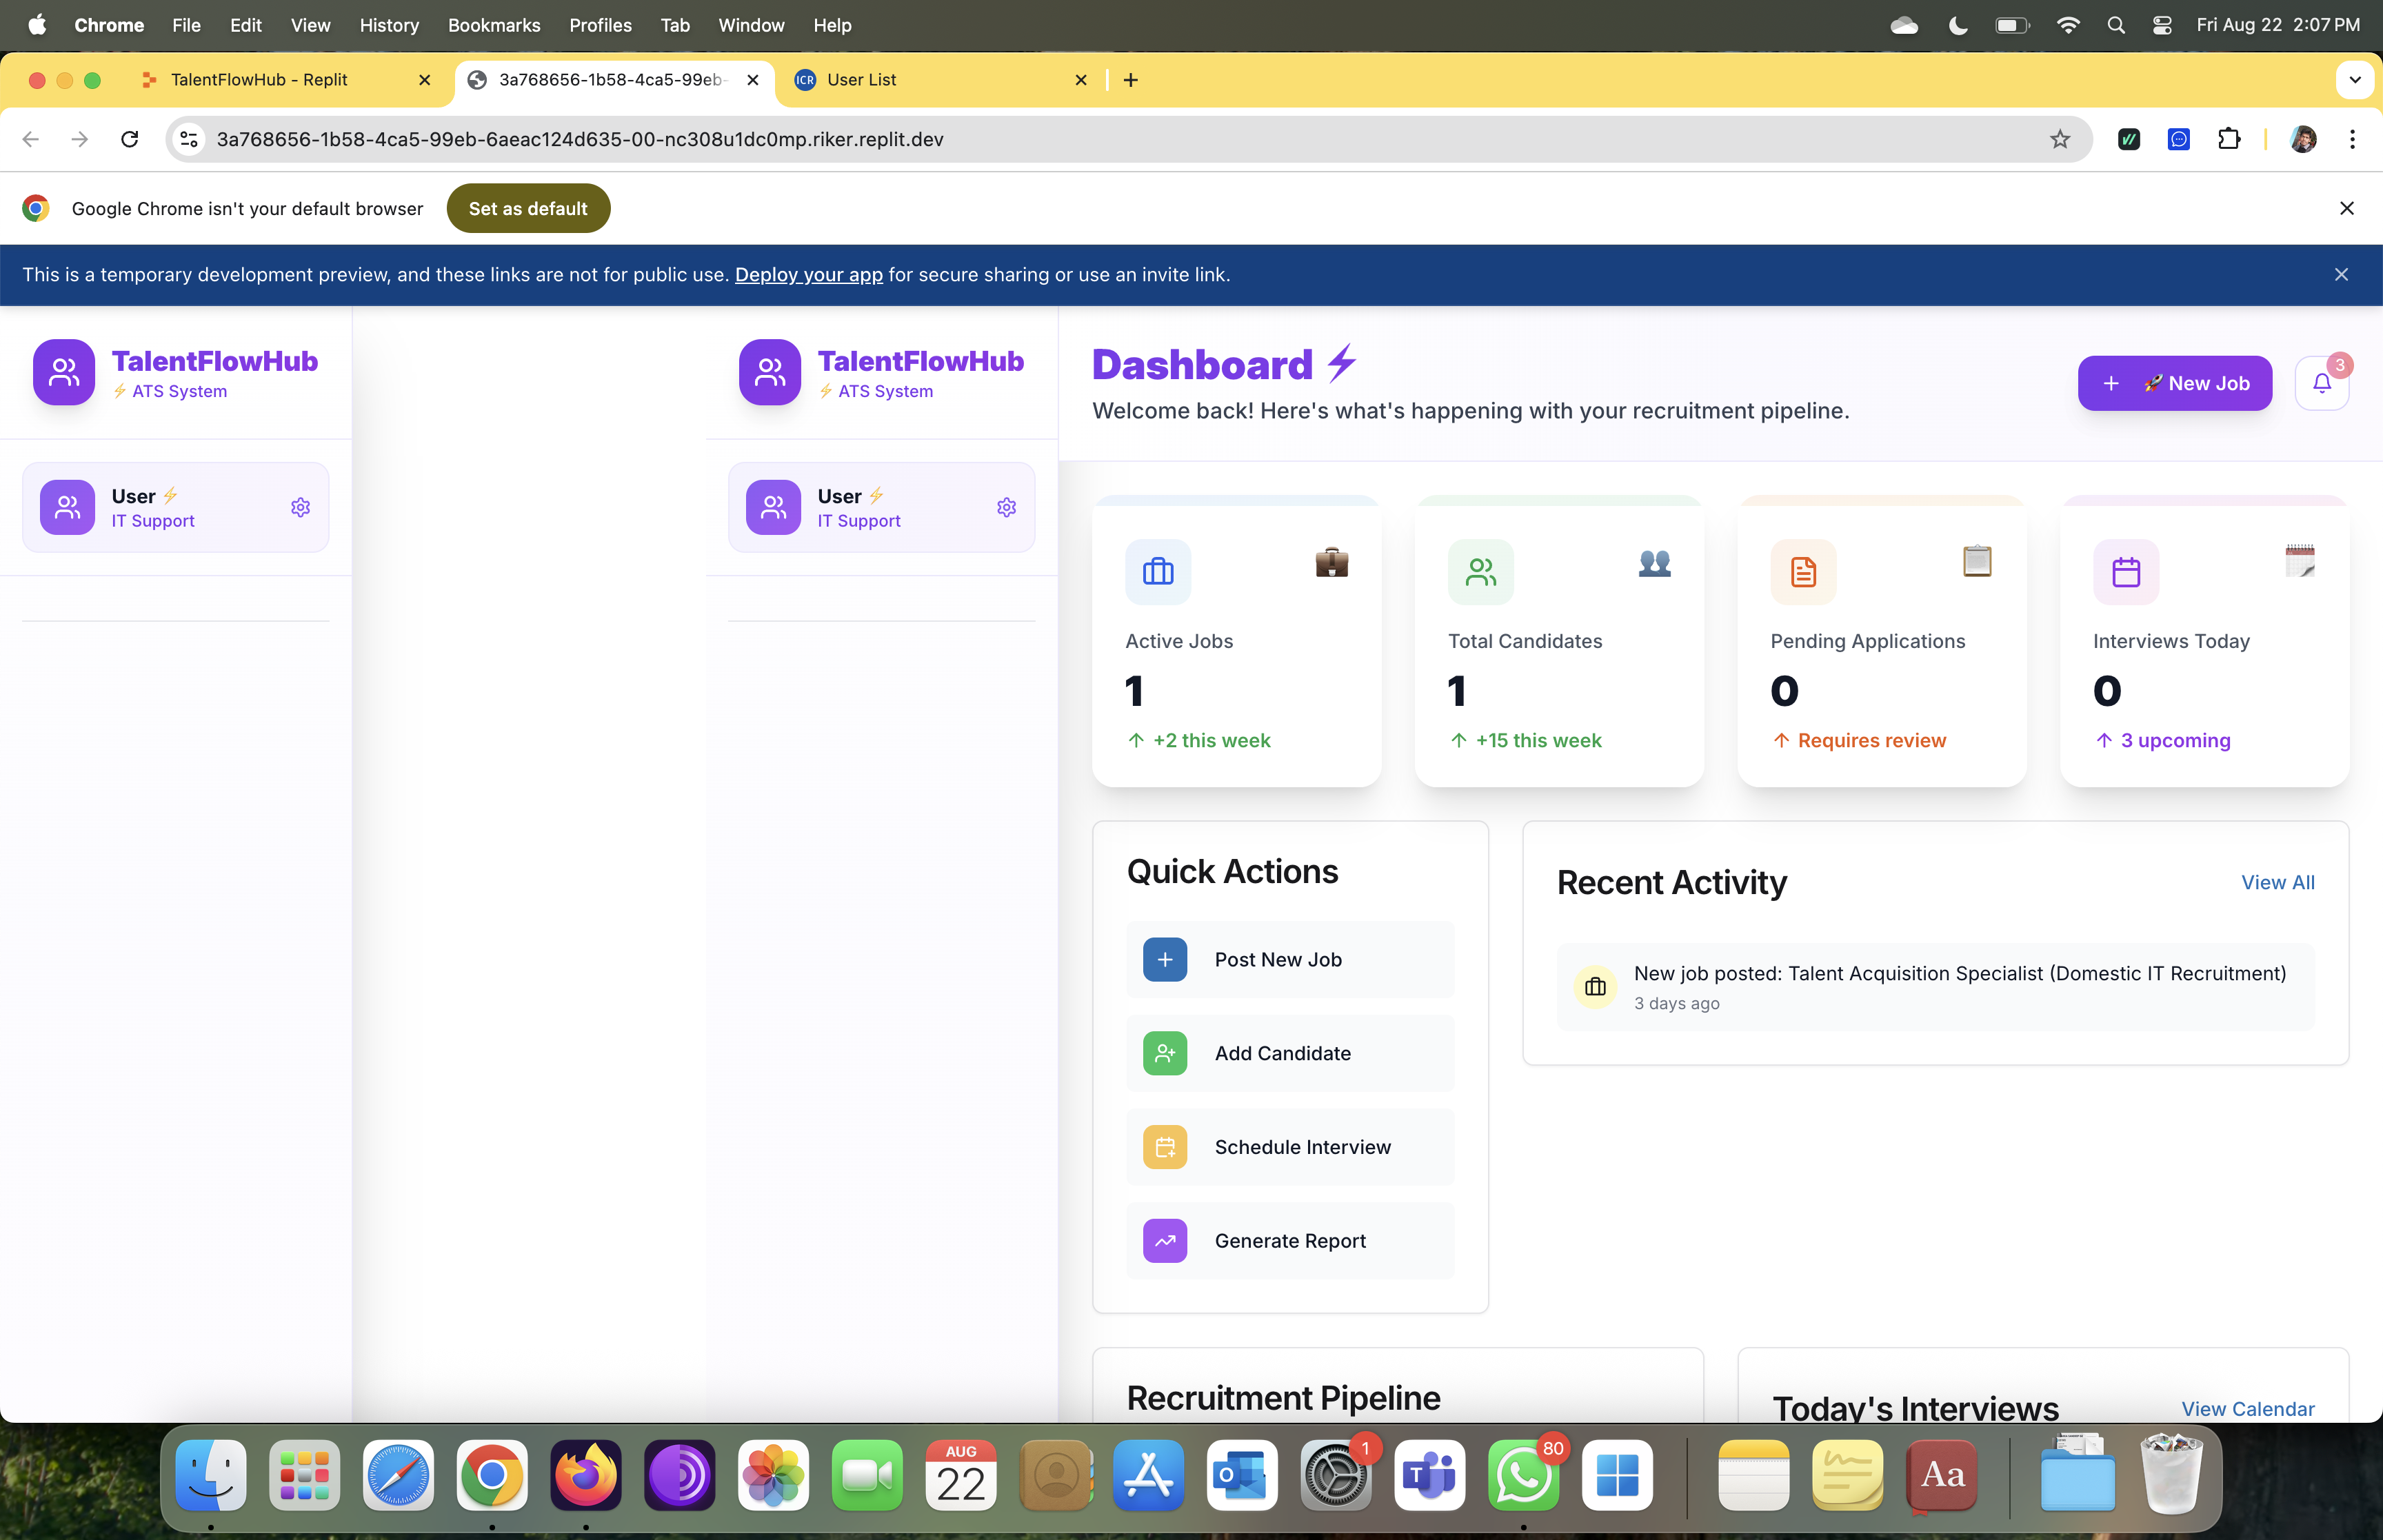 Chrome File Edit View History Bookmarks Profiles Tab Window Help Fri Aug 22 2:07 PM
TalentFlowHub - Replit 3a768656-1b58-4ca5-99eb- ICR User List
3a768656-1b58-4ca5-99eb-6aeac124d635-00-nc308u1dc0mp.riker.replit.dev
Google Chrome isn't your default browser Set as default
This is a temporary development preview, and these links are not for public use. Deploy your app for secure sharing or use an invite link.
TalentFlowHub
⚡ ATS System
User ⚡
IT Support
TalentFlowHub
⚡ ATS System
User ⚡
IT Support
Dashboard ⚡
Welcome back! Here's what's happening with your recruitment pipeline.
+ 🚀 New Job
3
Active Jobs
1
↑ +2 this week
Total Candidates
1
↑ +15 this week
Pending Applications
0
↑ Requires review
Interviews Today
0
↑ 3 upcoming
Quick Actions
Post New Job
Add Candidate
Schedule Interview
Generate Report
Recent Activity
View All
New job posted: Talent Acquisition Specialist (Domestic IT Recruitment)
3 days ago
Recruitment Pipeline
Today's Interviews
View Calendar
AUG
22
O
1
T
80
Aa